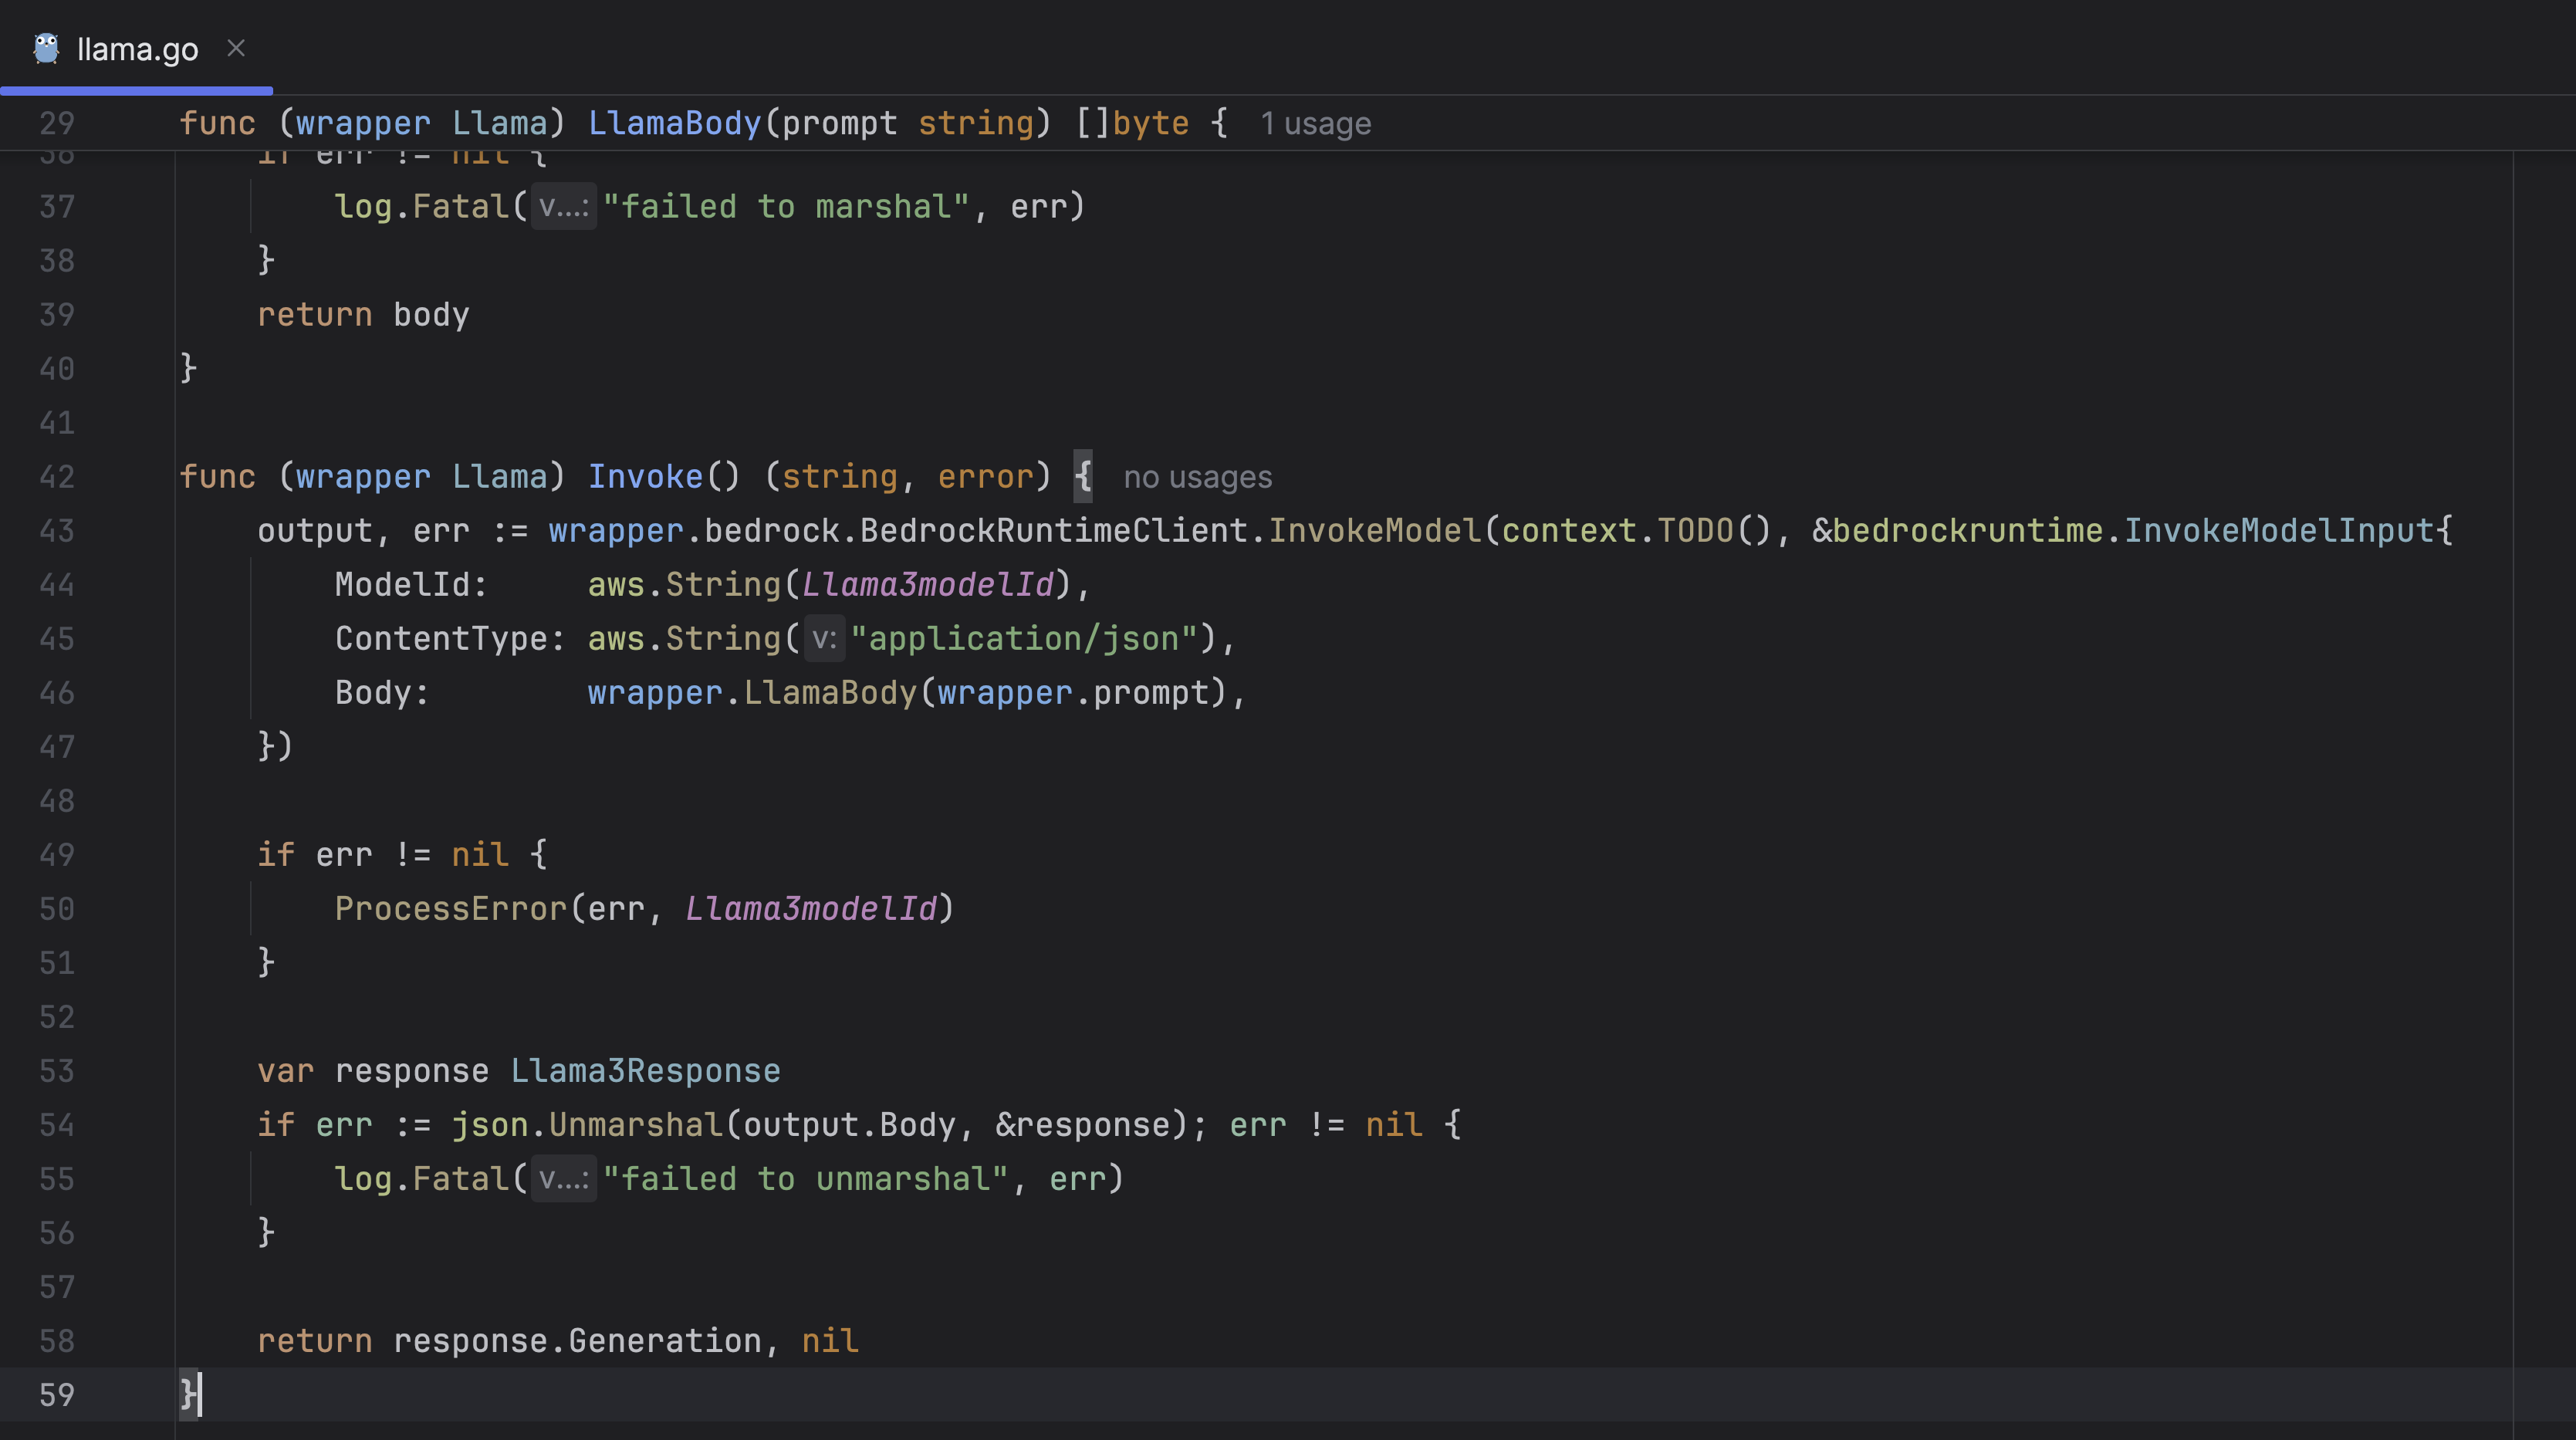 llama.go
29 func (wrapper Llama) LlamaBody(prompt string) []byte { 1 usage
36 if err != nil {
37 log.Fatal(v...: "failed to marshal", err)
38 }
39 return body
40 }
41
42 func (wrapper Llama) Invoke() (string, error) { no usages
43 output, err := wrapper.bedrock.BedrockRuntimeClient.InvokeModel(context.TODO(), &bedrockruntime.InvokeModelInput{
44 ModelId: aws.String(Llama3modelId),
45 ContentType: aws.String(v: "application/json"),
46 Body: wrapper.LlamaBody(wrapper.prompt),
47 })
48
49 if err != nil {
50 ProcessError(err, Llama3modelId)
51 }
52
53 var response Llama3Response
54 if err := json.Unmarshal(output.Body, &response); err != nil {
55 log.Fatal(v...: "failed to unmarshal", err)
56 }
57
58 return response.Generation, nil
59 }